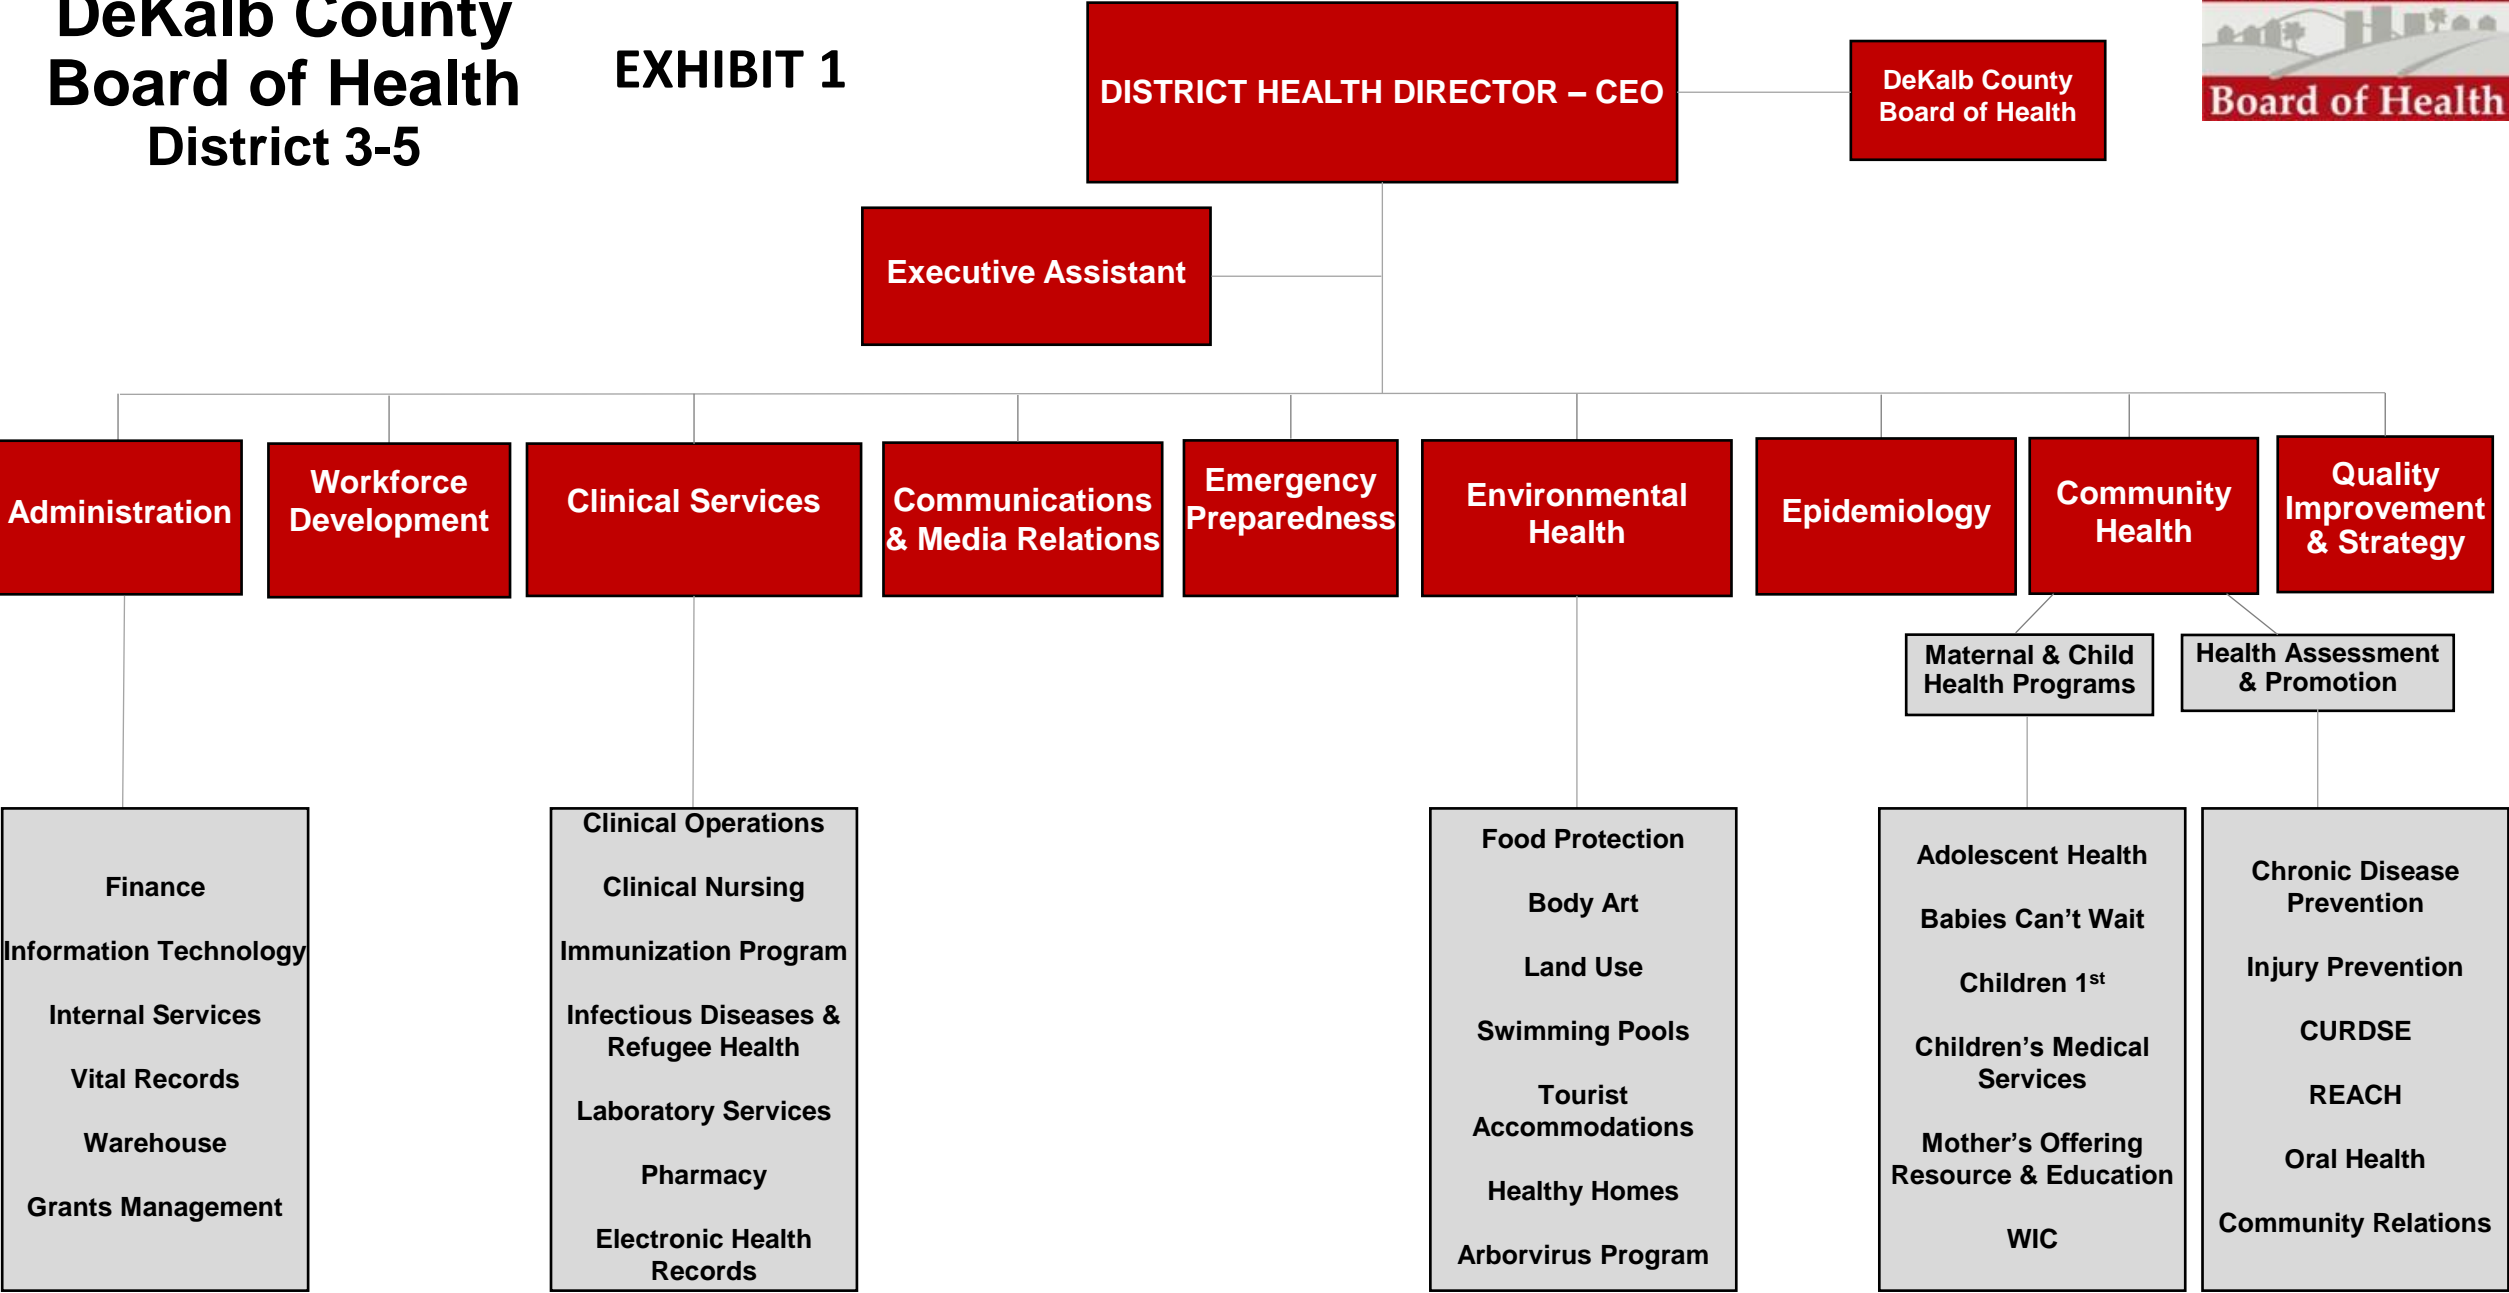 DeKalb County
Board of Health
District 3-5
EXHIBIT 1
DISTRICT HEALTH DIRECTOR – CEO
DeKalb County
Board of Health
Board of Health
Executive Assistant
Administration
Workforce
Development
Clinical Services
Communications
& Media Relations
Emergency
Preparedness
Environmental
Health
Epidemiology
Community
Health
Quality
Improvement
& Strategy
Maternal & Child
Health Programs
Health Assessment
& Promotion
Finance
Information Technology
Internal Services
Vital Records
Warehouse
Grants Management
Clinical Operations
Clinical Nursing
Immunization Program
Infectious Diseases &
Refugee Health
Laboratory Services
Pharmacy
Electronic Health
Records
Food Protection
Body Art
Land Use
Swimming Pools
Tourist
Accommodations
Healthy Homes
Arborvirus Program
Adolescent Health
Babies Can’t Wait
Children 1st
Children’s Medical
Services
Mother’s Offering
Resource & Education
WIC
Chronic Disease
Prevention
Injury Prevention
CURDSE
REACH
Oral Health
Community Relations